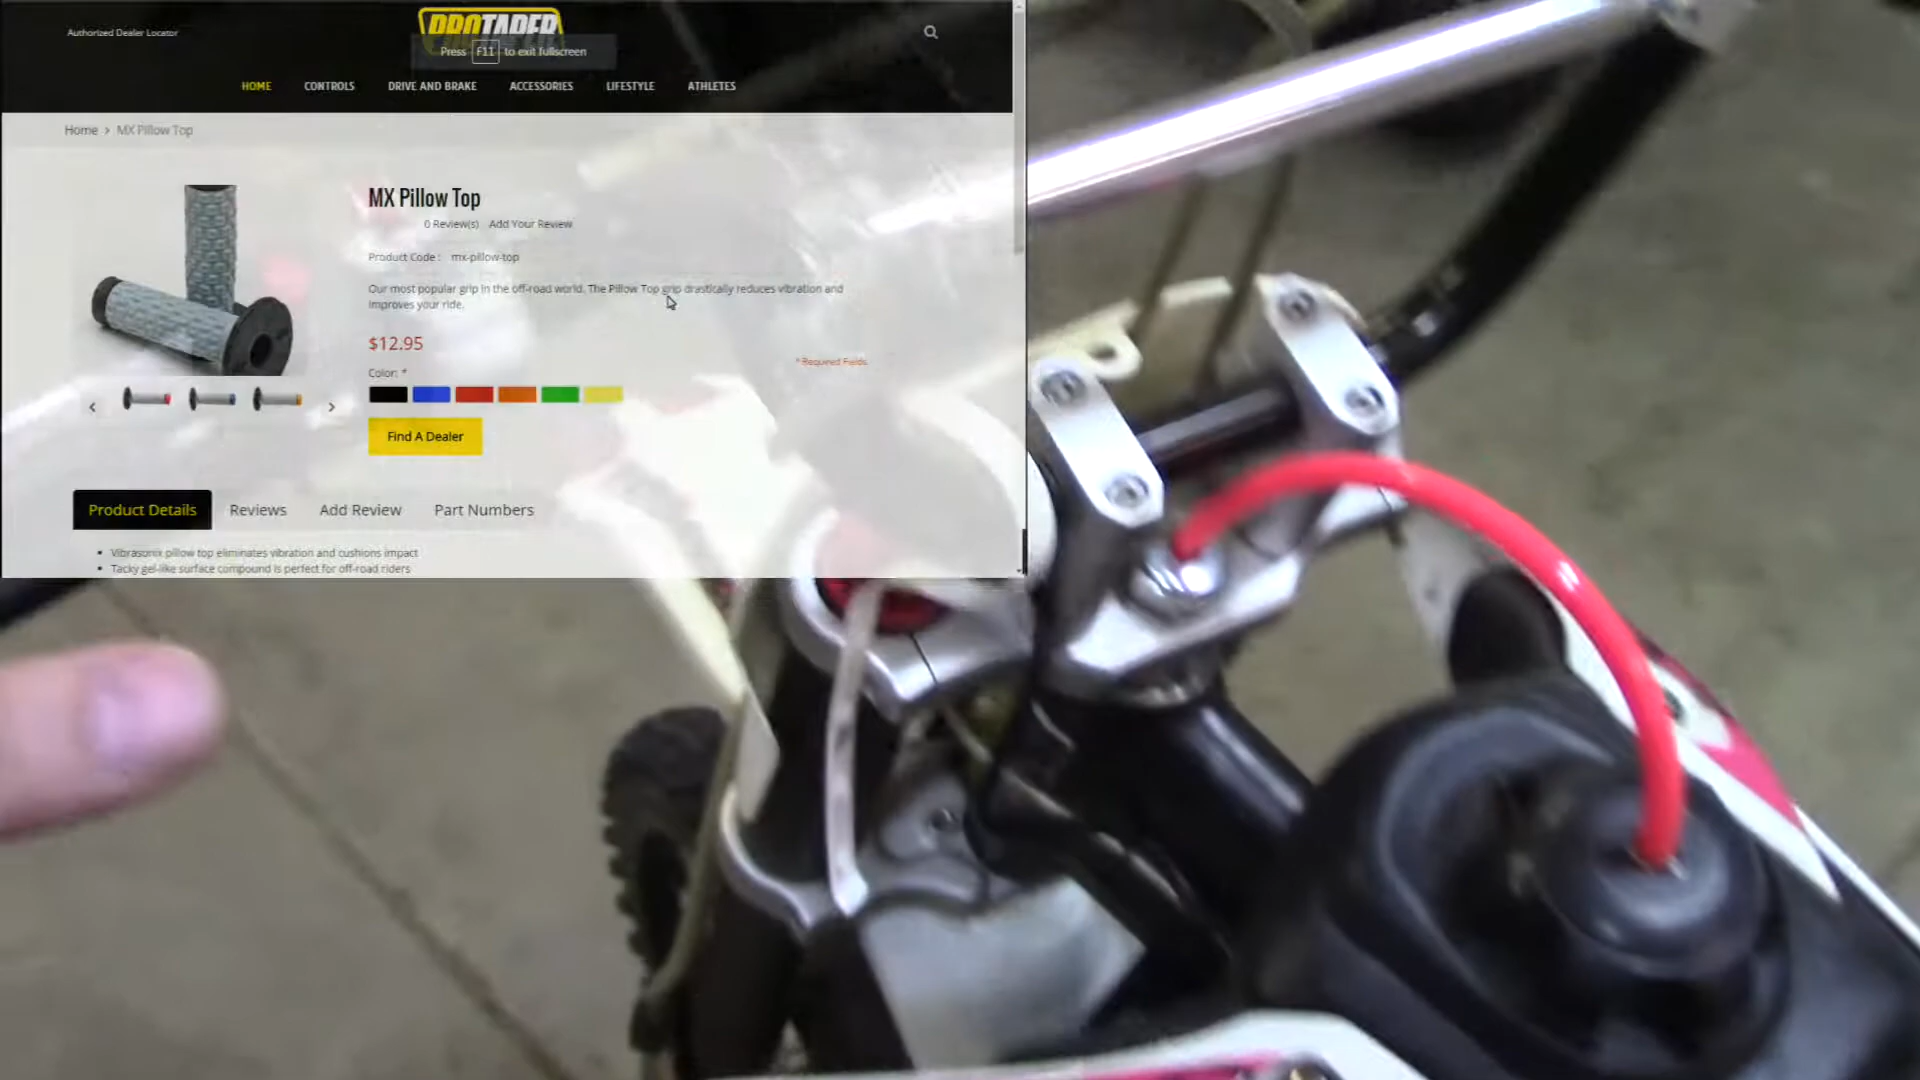 Authorized Dealer Locator
PROTAPER
Press F11 to exit fullscreen
HOME CONTROLS DRIVE AND BRAKE ACCESSORIES LIFESTYLE ATHLETES
Home > MX Pillow Top
MX Pillow Top
0 Review(s) Add Your Review
Product Code : mx-pillow-top
Our most popular grip in the off-road world. The Pillow Top grip drastically reduces vibration and
improves your ride.
$12.95
* Required Fields
Color: *
Find A Dealer
Product Details Reviews Add Review Part Numbers
• Vibrasonix pillow top eliminates vibration and cushions impact
• Tacky gel-like surface compound is perfect for off-road riders